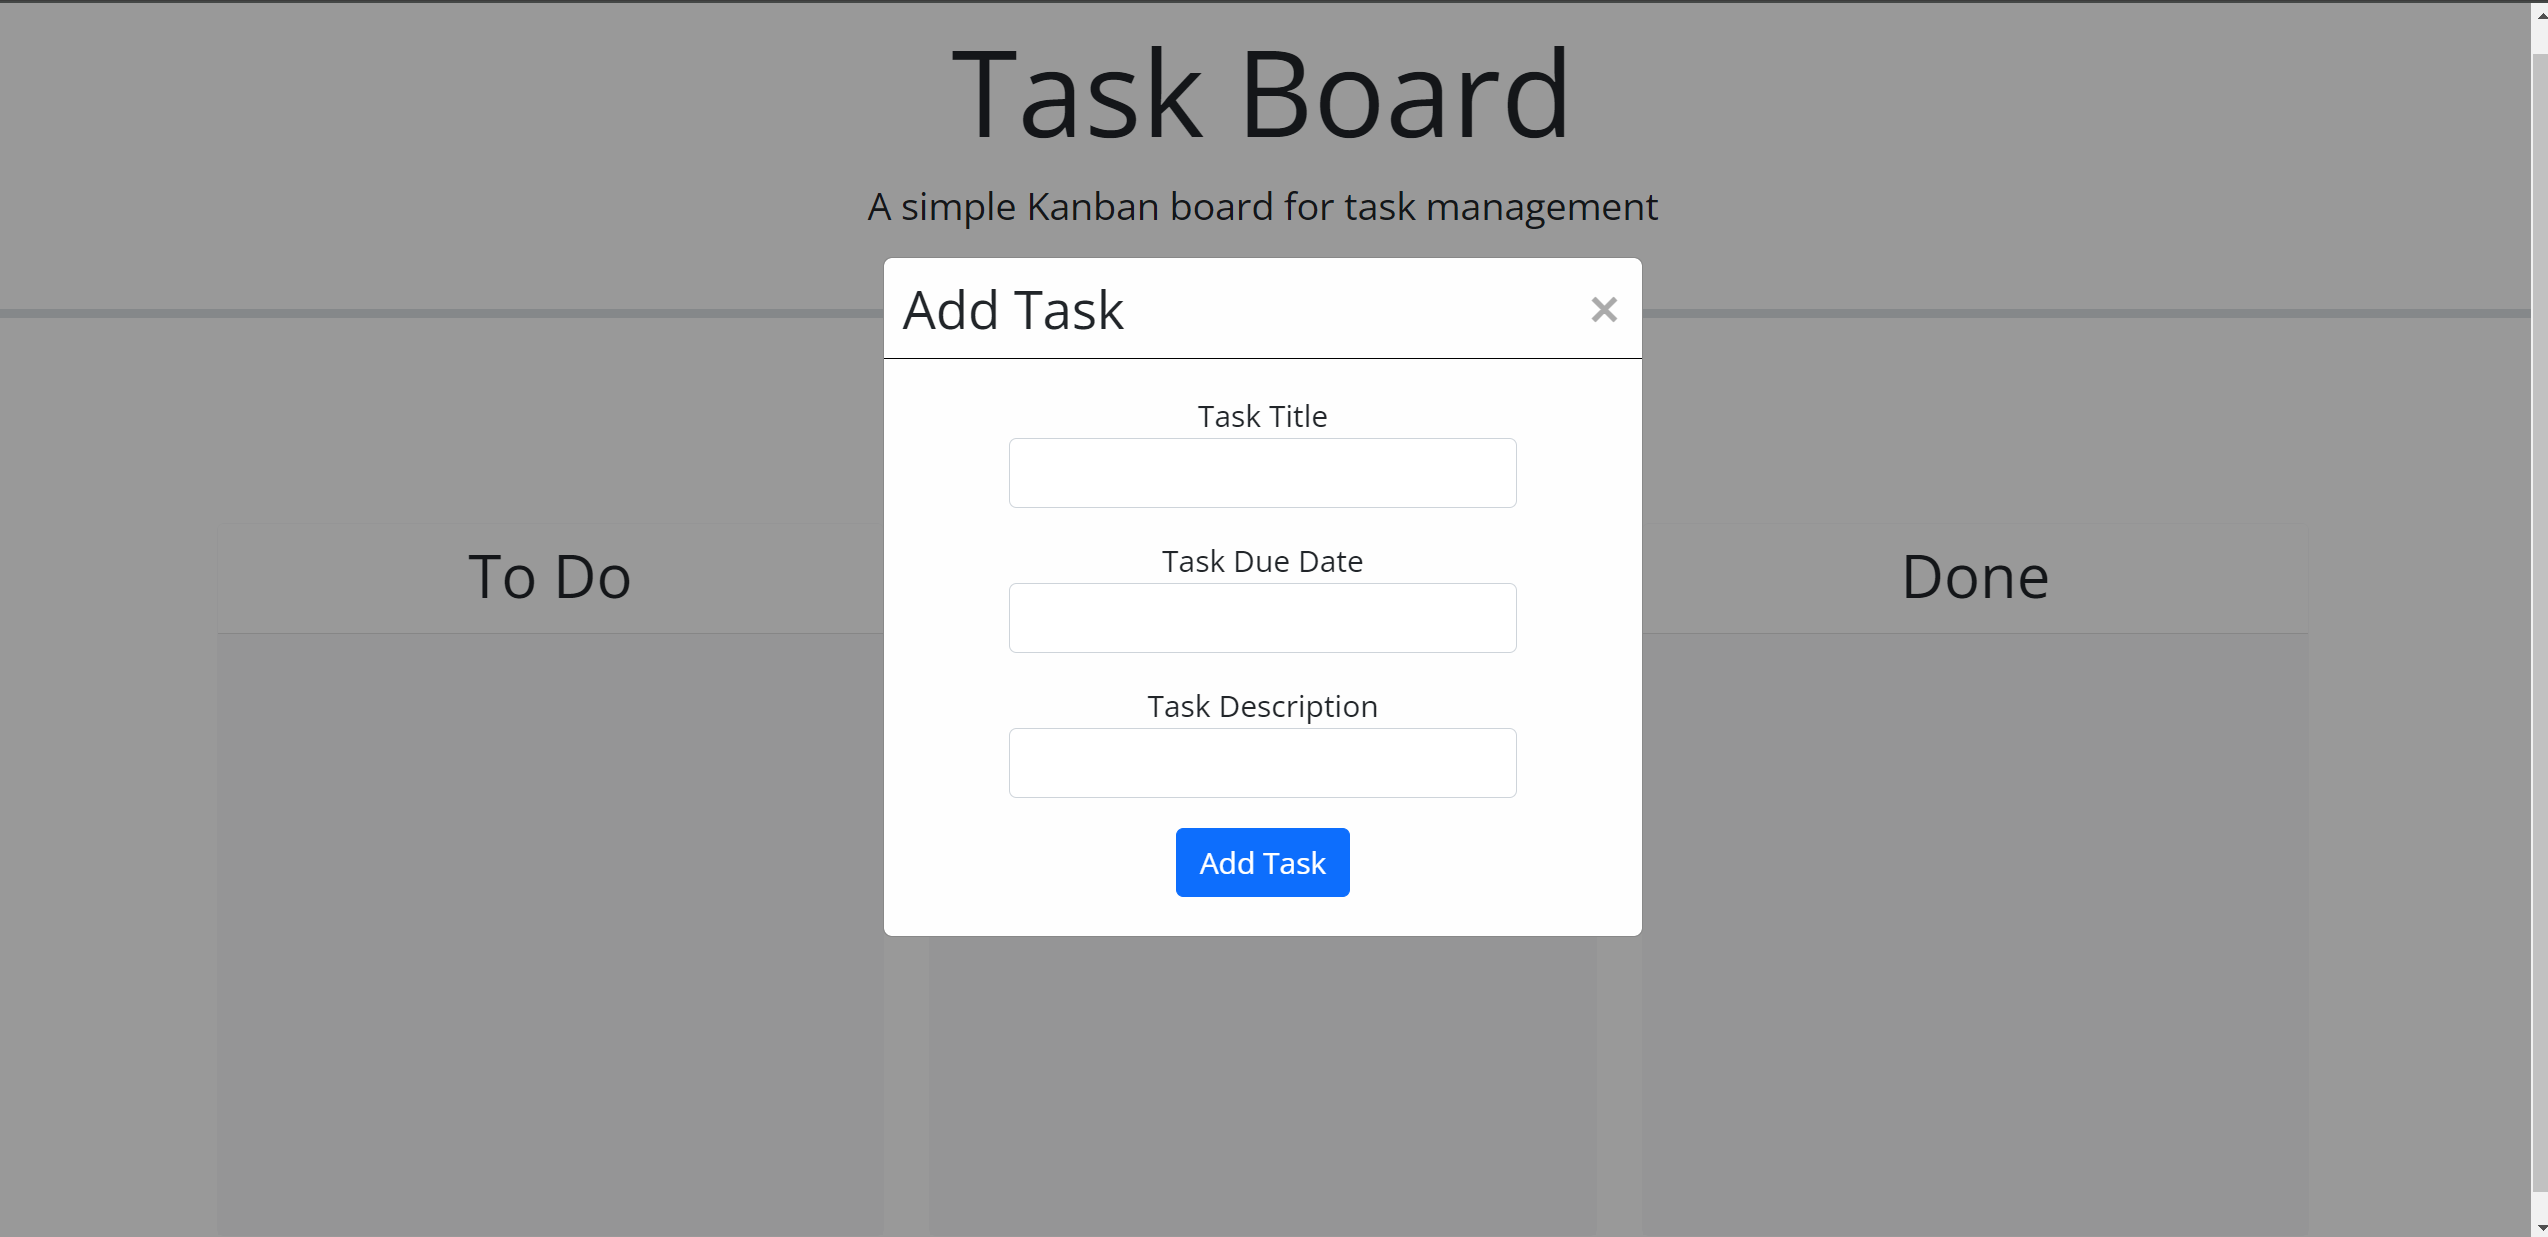 Task Board
A simple Kanban board for task management
Add Task
Task Title
Task Due Date
To Do
Done
Task Description
Add Task